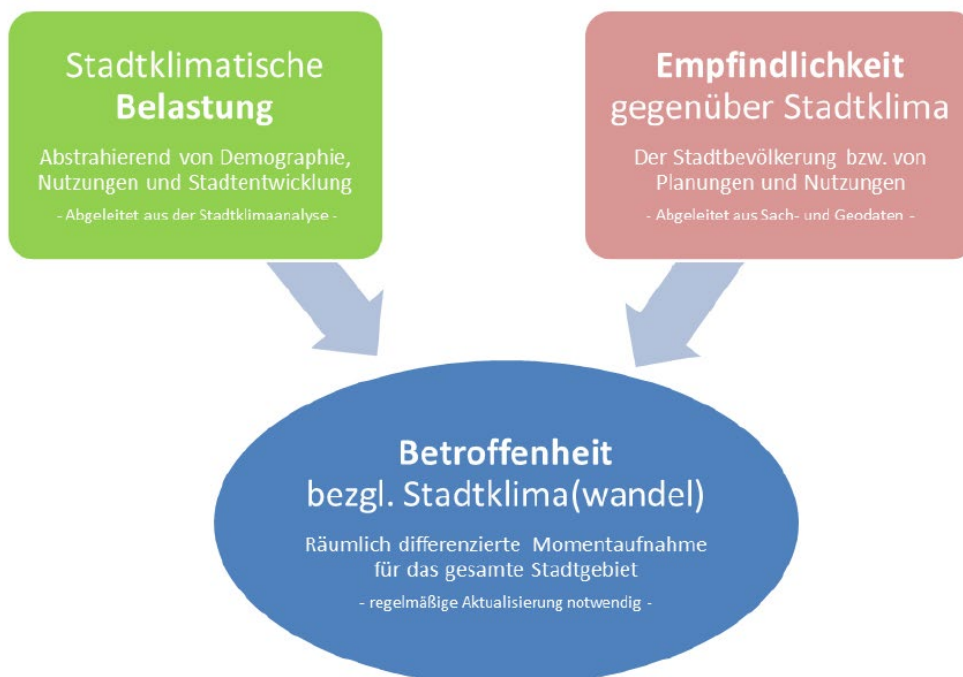 Stadtklimatische
Belastung
Abstrahierend von Demographie,
Nutzungen und Stadtentwicklung
- Abgeleitet aus der Stadtklimaanalyse -
Empfindlichkeit
gegenüber Stadtklima
Der Stadtbevölkerung bzw. von
Planungen und Nutzungen
- Abgeleitet aus Sach- und Geodaten -
Betroffenheit
bezgl. Stadtklima(wandel)
Räumlich differenzierte Momentaufnahme
für das gesamte Stadtgebiet
- regelmäßige Aktualisierung notwendig -